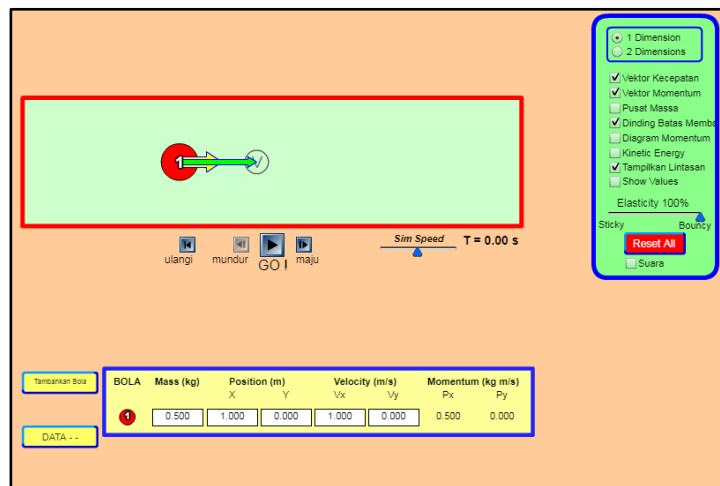 1 Dimension
2 Dimensions
Vektor Kecepatan
Vektor Momentum
Pusat Massa
Dinding Batas Memba
Diagram Momentum
Kinetic Energy
Tampilkan Lintasan
Show Values
Elasticity 100%
Sticky Bouncy
Reset All
Suara
1 V
ulangi mundur GO ! maju
Sim Speed T = 0.00 s
Tambahkan Bola
DATA - -
BOLA Mass (kg) Position (m) Velocity (m/s) Momentum (kg m/s)
X Y Vx Vy Px Py
1 0.500 1.000 0.000 1.000 0.000 0.500 0.000